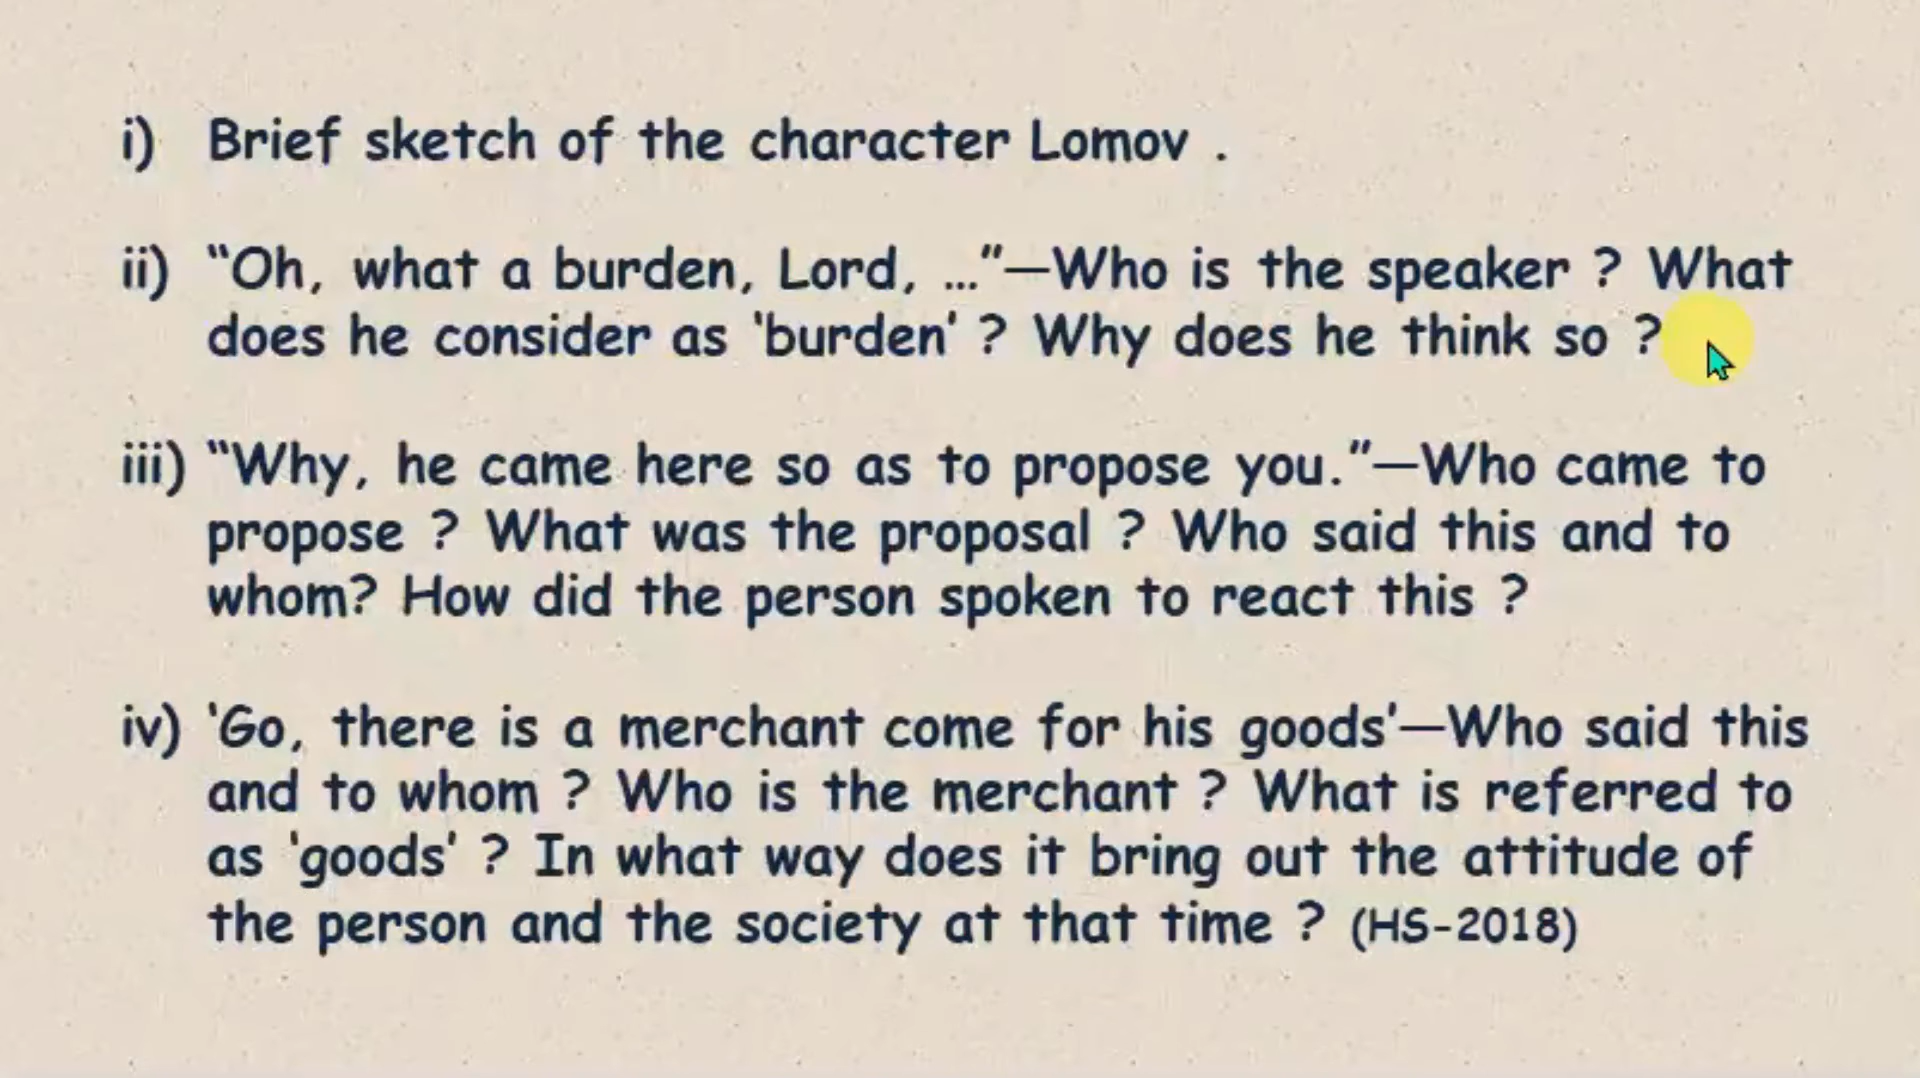 i) Brief sketch of the character Lomov .
ii) “Oh, what a burden, Lord, ...”—Who is the speaker ? What
does he consider as ‘burden’ ? Why does he think so ?
iii) “Why, he came here so as to propose you.”—Who came to
propose ? What was the proposal ? Who said this and to
whom? How did the person spoken to react this ?
iv) ‘Go, there is a merchant come for his goods’—Who said this
and to whom ? Who is the merchant ? What is referred to
as ‘goods’ ? In what way does it bring out the attitude of
the person and the society at that time ? (HS-2018)